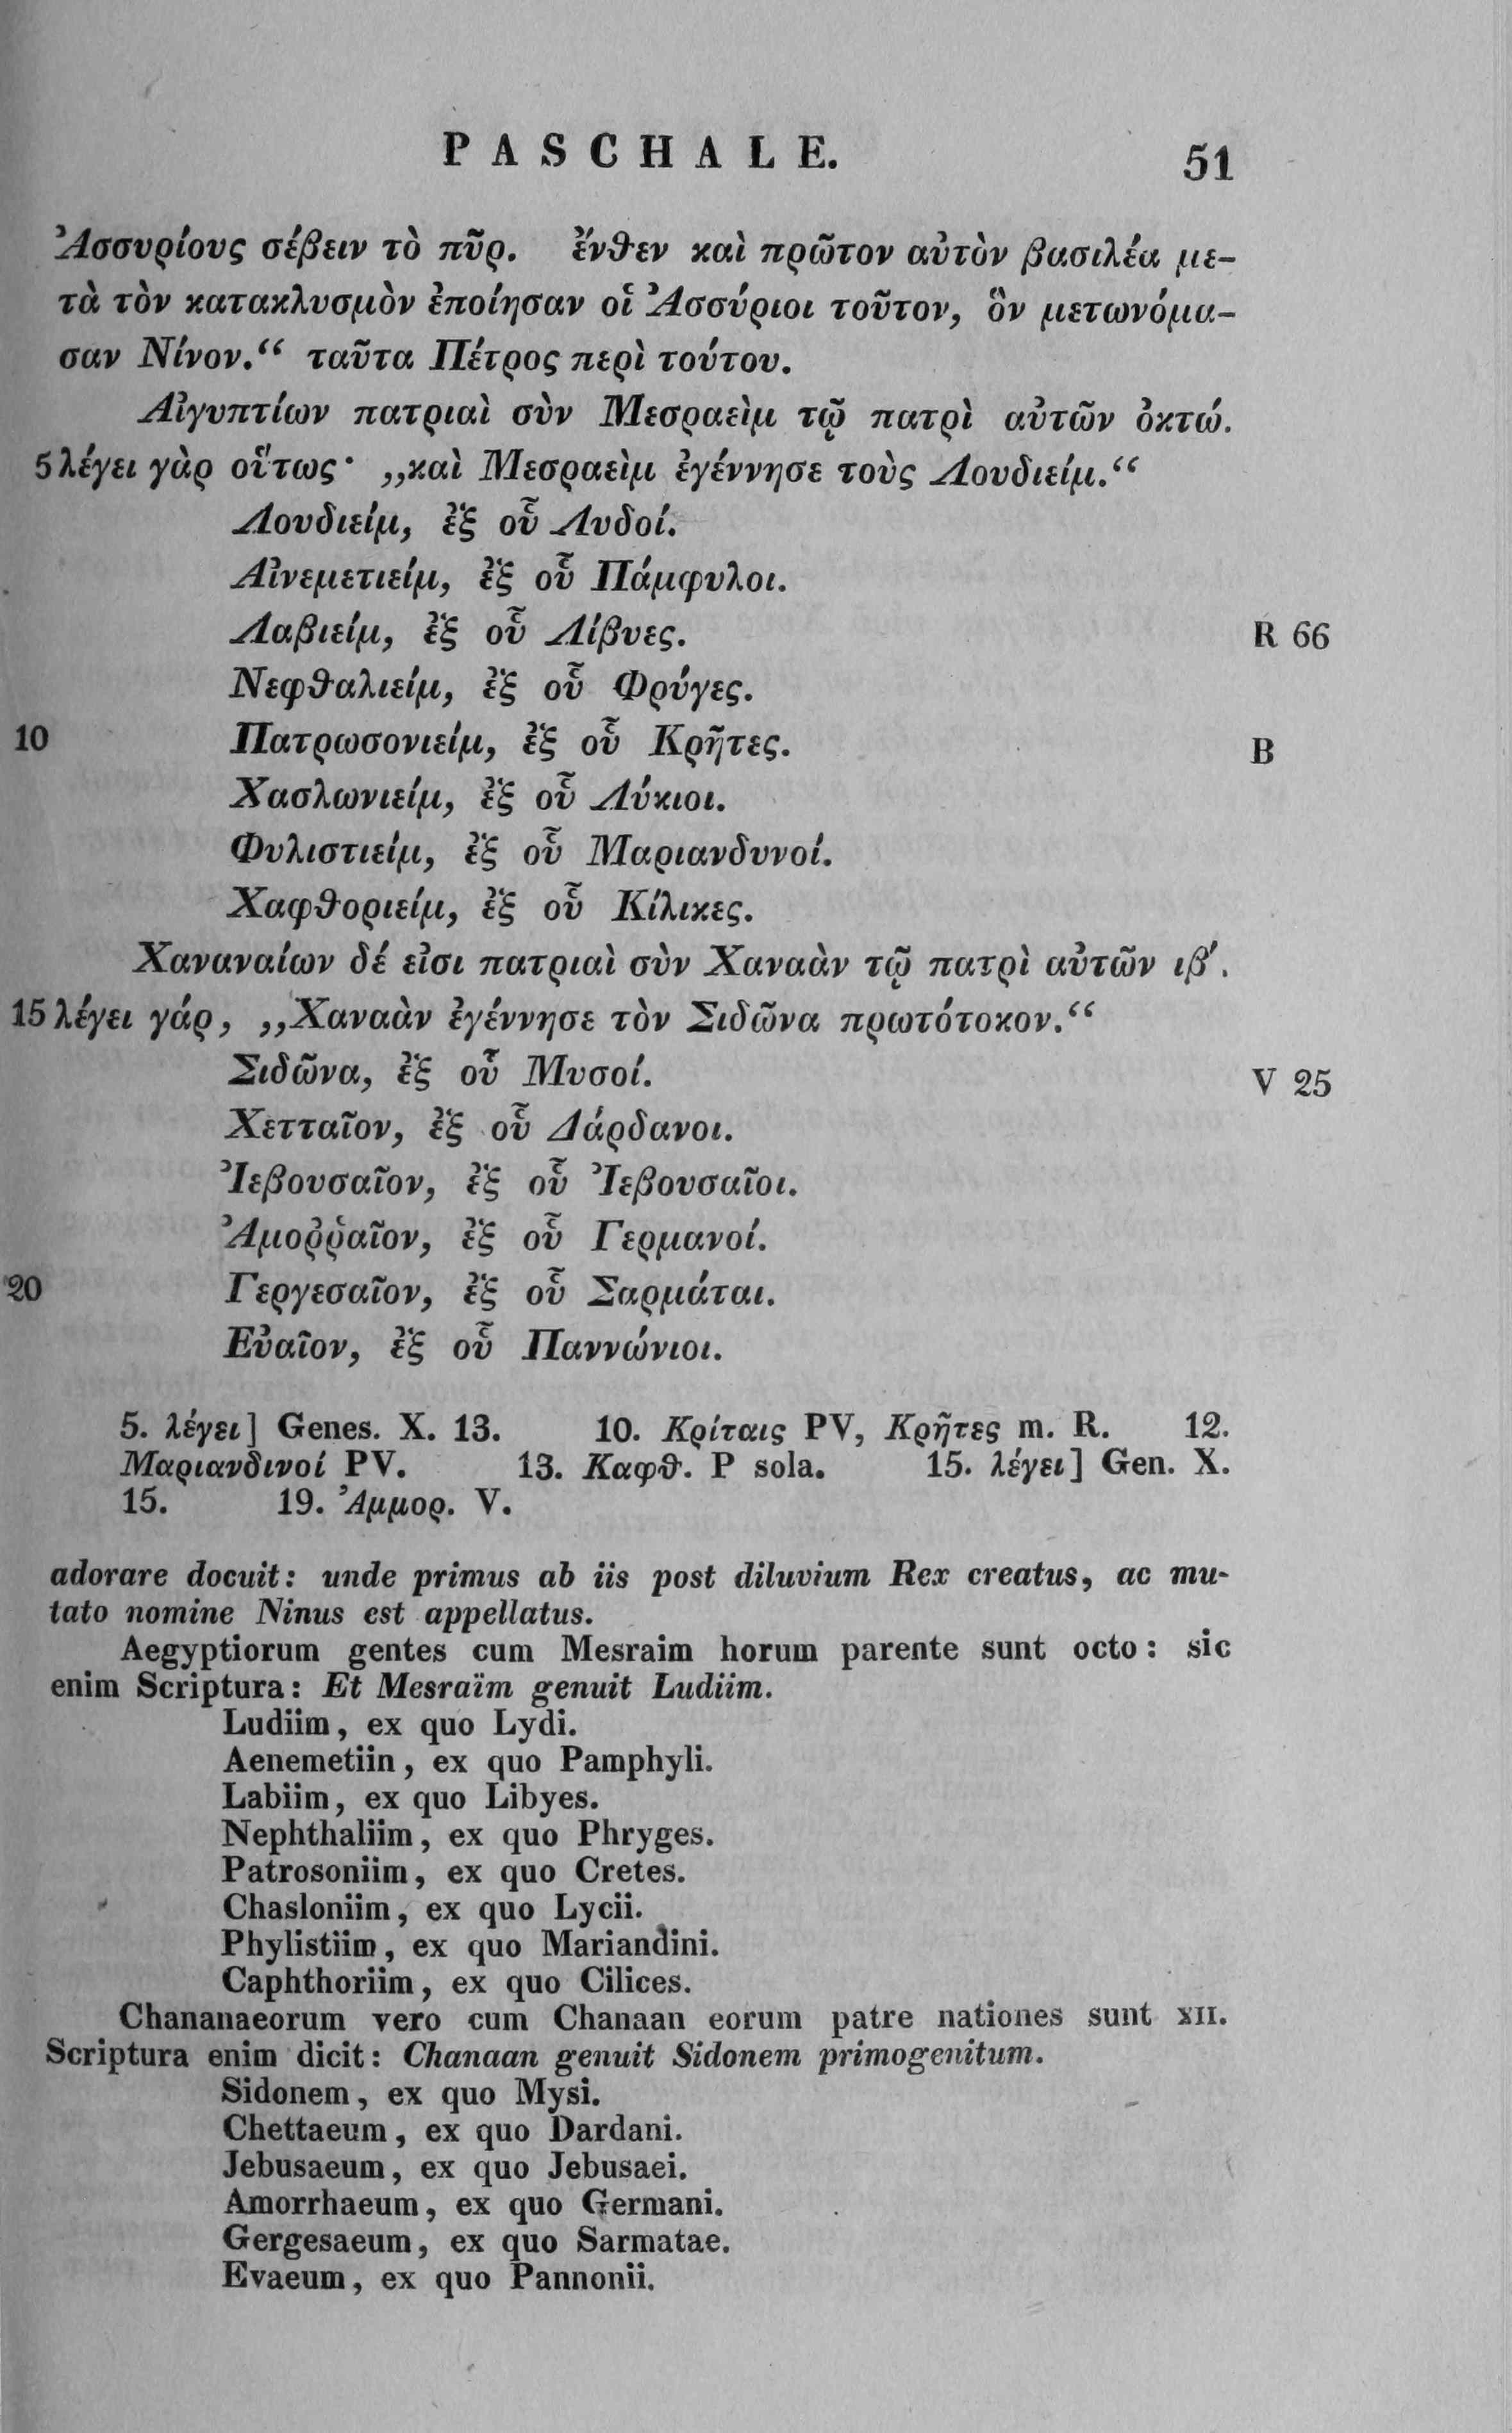 PASCHALE. 51
Ἀσσυρίους σέβειν τὸ πῦρ. ἔνθεν καὶ πρῶτον αὐτὸν βασιλέα με-
τὰ τὸν κατακλυσμὸν ἐποίησαν οἱ Ἀσσύριοι τοῦτον, ὃν μετωνόμα-
σαν Νίνον.“ ταῦτα Πέτρος περὶ τούτου.
Αἰγυπτίων πατριαὶ σὺν Μεσραεὶμ τῷ πατρὶ αὐτῶν ὀκτώ.
5 λέγει γὰρ οὕτως· „καὶ Μεσραεὶμ ἐγέννησε τοὺς Λουδιείμ.“
Λουδιείμ, ἐξ οὗ Λυδοί.
Αἰνεμετιείμ, ἐξ οὗ Πάμφυλοι.
Λαβιείμ, ἐξ οὗ Λίβυες. R 66
Νεφθαλιείμ, ἐξ οὗ Φρύγες.
10 Πατρωσονιείμ, ἐξ οὗ Κρῆτες. B
Χασλωνιείμ, ἐξ οὗ Λύκιοι.
Φυλιστιείμ, ἐξ οὗ Μαριανδυνοί.
Χαφθοριείμ, ἐξ οὗ Κίλικες.
Χαναναίων δέ εἰσι πατριαὶ σὺν Χαναὰν τῷ πατρὶ αὐτῶν ιβ′.
15 λέγει γάρ, „Χαναὰν ἐγέννησε τὸν Σιδῶνα πρωτότοκον.“
Σιδῶνα, ἐξ οὗ Μυσοί. V 25
Χετταῖον, ἐξ οὗ Δάρδανοι.
Ἰεβουσαῖον, ἐξ οὗ Ἰεβουσαῖοι.
Ἀμοῤῥαῖον, ἐξ οὗ Γερμανοί.
20 Γεργεσαῖον, ἐξ οὗ Σαρμάται.
Εὐαῖον, ἐξ οὗ Παννώνιοι.
5. λέγει] Genes. X. 13. 10. Κρίταις PV, Κρῆτες m. R. 12.
Μαριανδινοί PV. 13. Καφθ. P sola. 15. λέγει] Gen. X.
15. 19. Ἀμμορ. V.
adorare docuit: unde primus ab iis post diluvium Rex creatus, ac mu-
tato nomine Ninus est appellatus.
Aegyptiorum gentes cum Mesraim horum parente sunt octo: sic
enim Scriptura: Et Mesraïm genuit Ludiim.
Ludiim, ex quo Lydi.
Aenemetiin, ex quo Pamphyli.
Labiim, ex quo Libyes.
Nephthaliim, ex quo Phryges.
Patrosoniim, ex quo Cretes.
Chasloniim, ex quo Lycii.
Phylistiim, ex quo Mariandini.
Caphthoriim, ex quo Cilices.
Chananaeorum vero cum Chanaan eorum patre nationes sunt XII.
Scriptura enim dicit: Chanaan genuit Sidonem primogenitum.
Sidonem, ex quo Mysi.
Chettaeum, ex quo Dardani.
Jebusaeum, ex quo Jebusaei.
Amorrhaeum, ex quo Germani.
Gergesaeum, ex quo Sarmatae.
Evaeum, ex quo Pannonii.